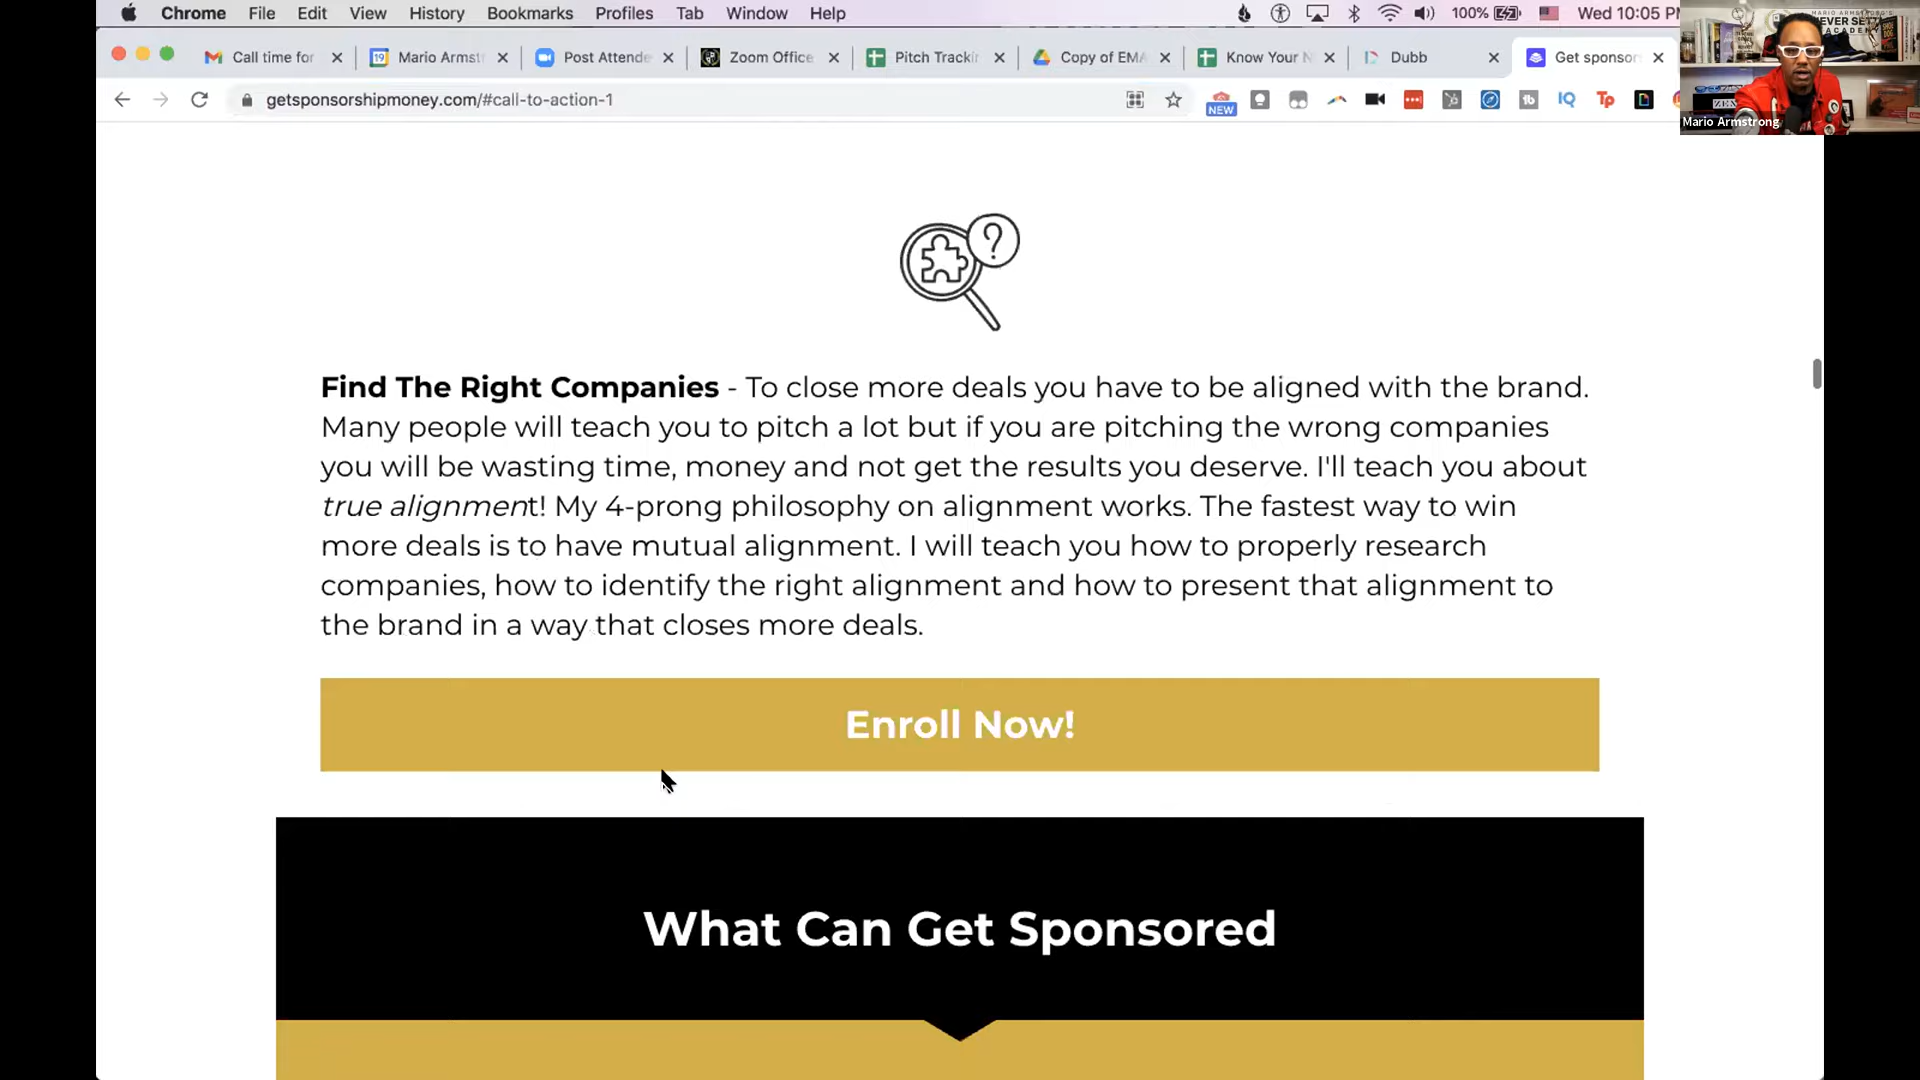 Chrome File Edit View History Bookmarks Profiles Tab Window Help 100% Wed 10:05
Call time for Mario Armst Post Attende Zoom Office Pitch Trackin Copy of EMA Know Your N Dubb Get sponsor
getsponsorshipmoney.com/#call-to-action-1 NEW tb IQ Tp
ACADEMY
Mario Armstrong
Find The Right Companies - To close more deals you have to be aligned with the brand.
Many people will teach you to pitch a lot but if you are pitching the wrong companies
you will be wasting time, money and not get the results you deserve. I'll teach you about
true alignment! My 4-prong philosophy on alignment works. The fastest way to win
more deals is to have mutual alignment. I will teach you how to properly research
companies, how to identify the right alignment and how to present that alignment to
the brand in a way that closes more deals.
Enroll Now!
What Can Get Sponsored